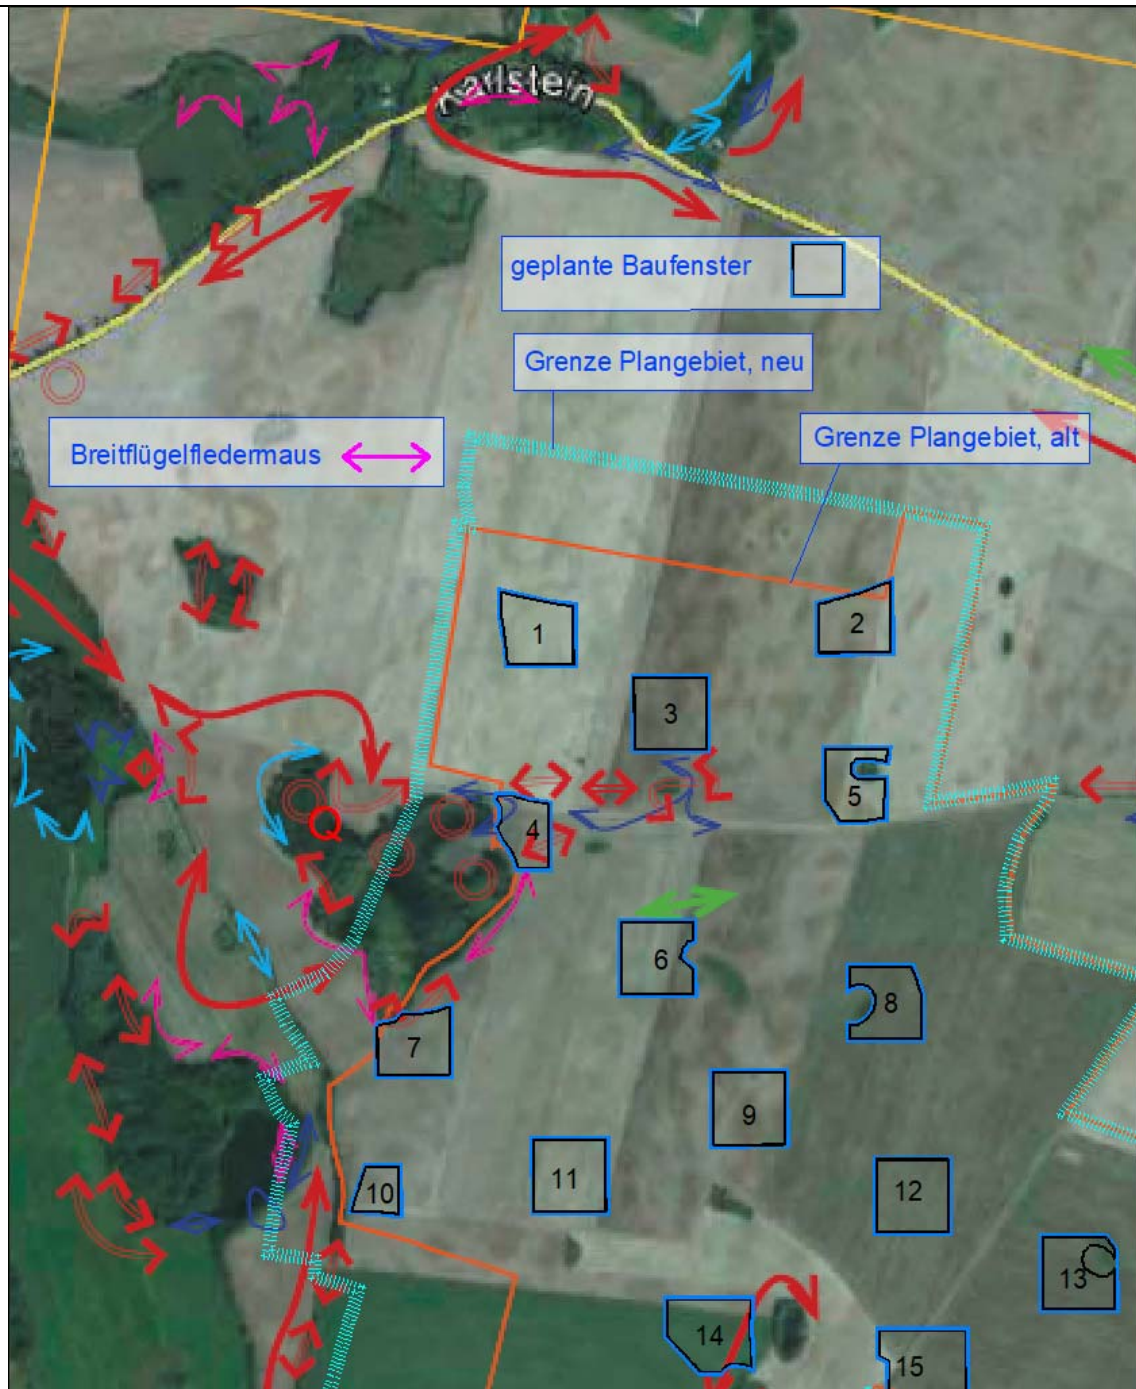 Karlstein
geplante Baufenster
Grenze Plangebiet, neu
Grenze Plangebiet, alt
Breitflügelfledermaus
1
2
3
4
5
Q
6
7
8
9
10
11
12
13
14
15